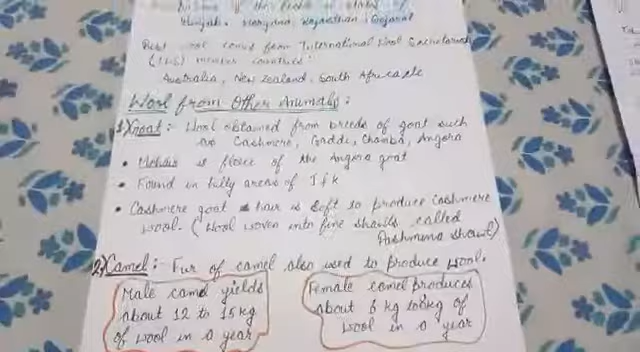 Punjab, Haryana, Rajasthan, Gujarat
Best wool comes from International Wool Secretariat
(IWS) member countries:
Australia, New Zealand, South Africa etc
Wool from Other Animals:
1) Goat: Wool obtained from breeds of goat such
as Cashmere, Gaddi, Chamba, Angora
• Mohair is fleece of the Angora goat
• Found in hilly areas of J & K
• Cashmere goat hair is soft to produce Cashmere
wool. (Wool woven into fine shawls called
Pashmena Shawl)
2) Camel: Fur of camel also used to produce wool.
Male camel yields
about 12 to 15kg
of wool in a year
Female camel produces
about 6 kg of
wool in a year